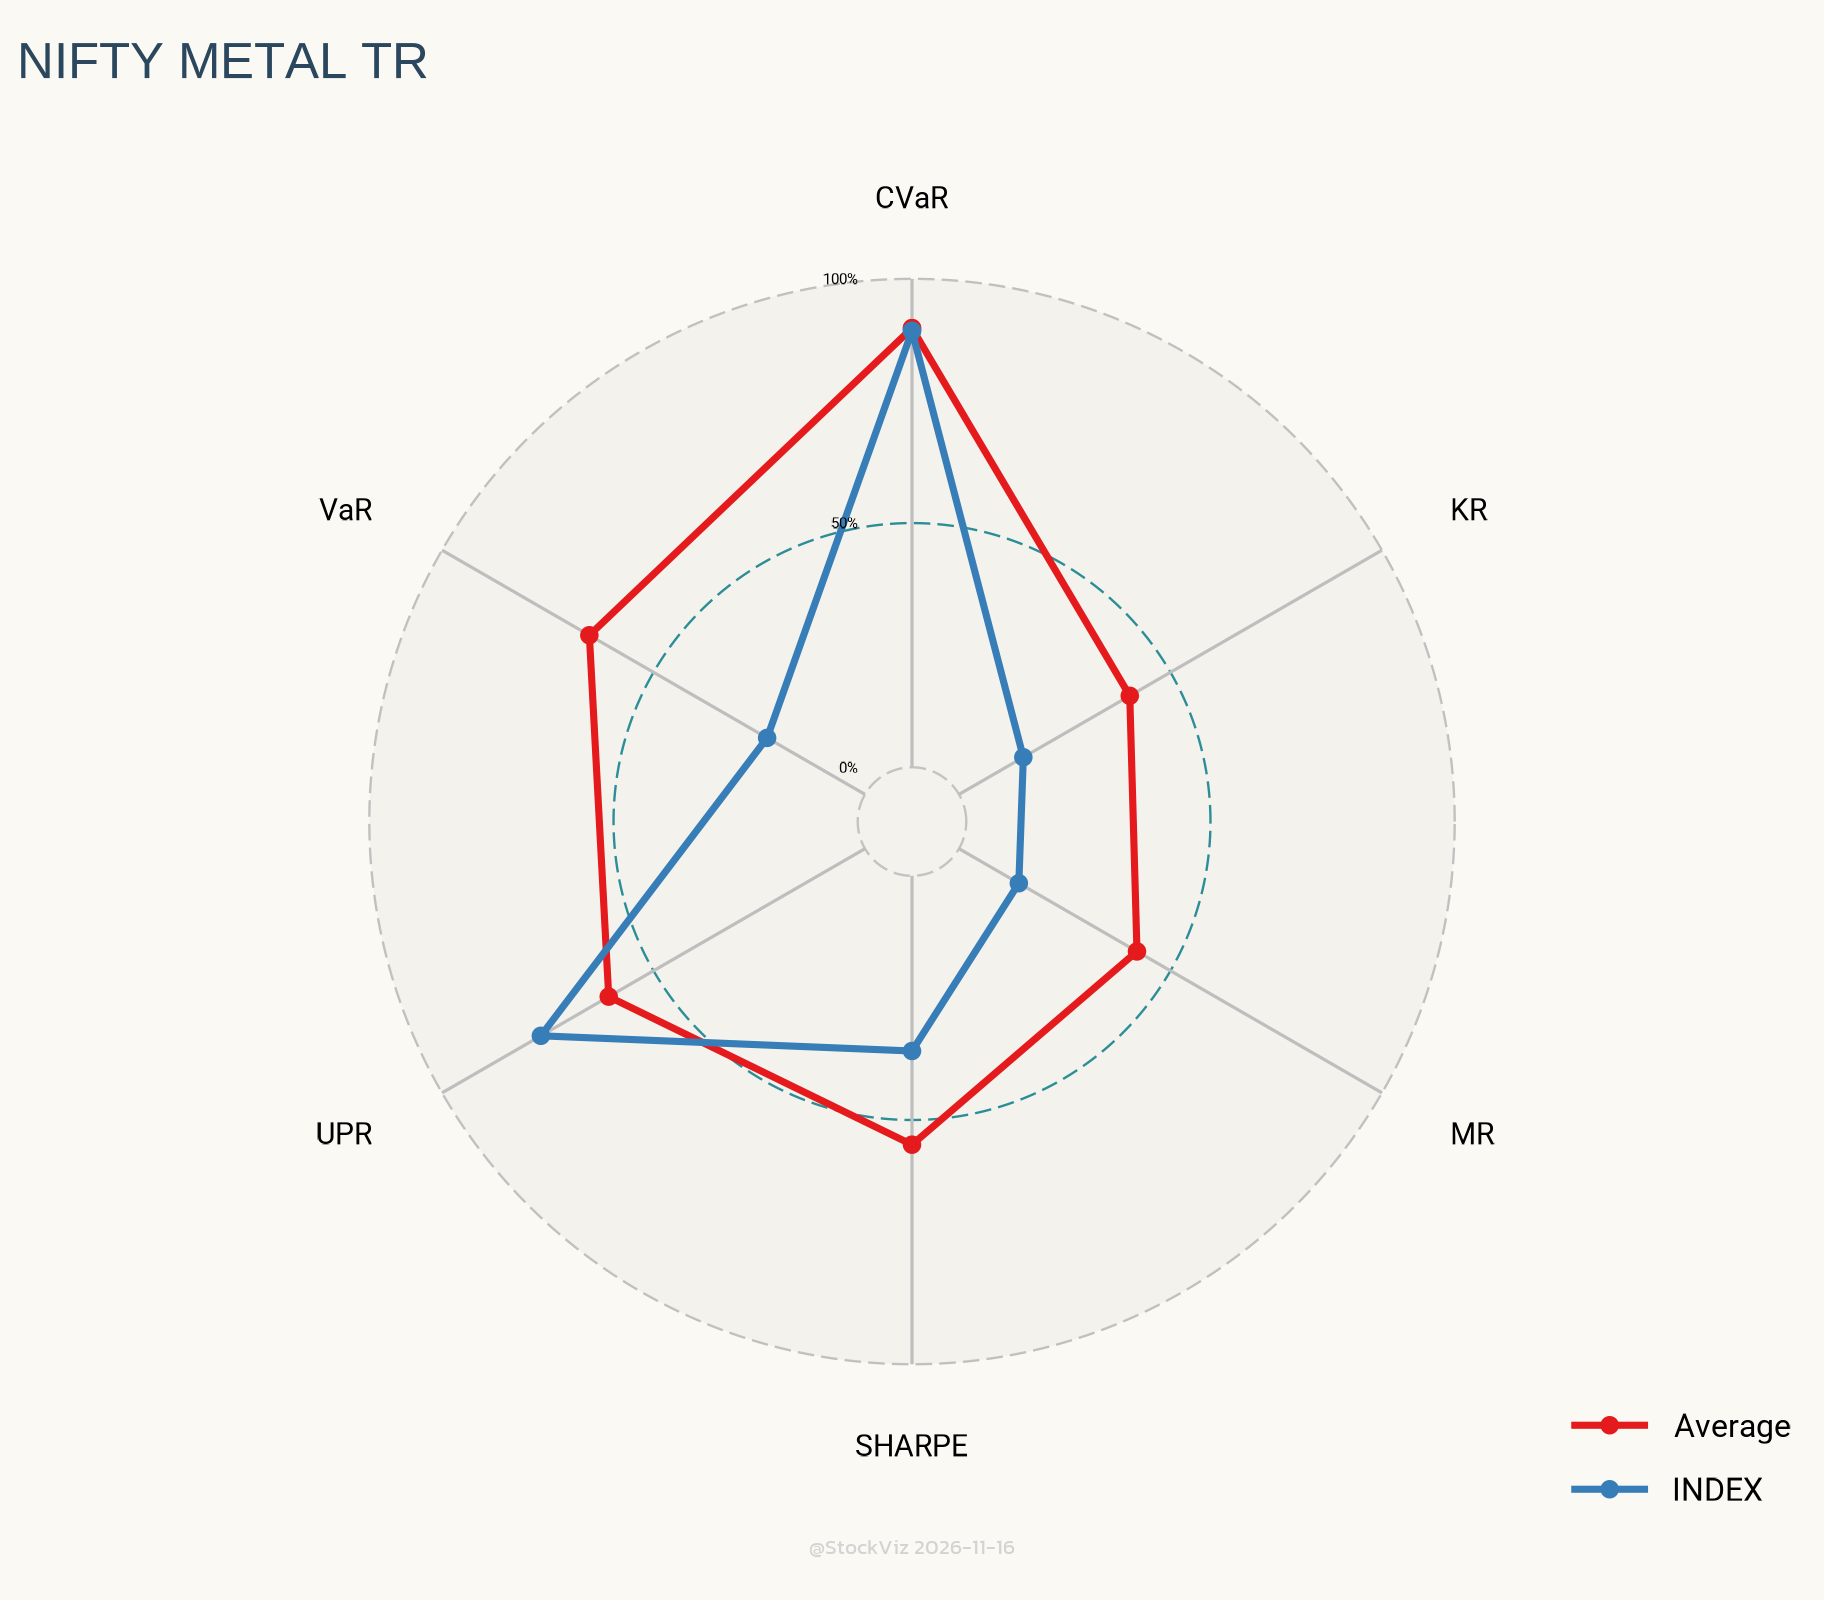 NIFTY METAL TR
CVaR
100%
VaR
KR
50%
0%
UPR
MR
SHARPE
Average
INDEX
@StockViz 2026-11-16